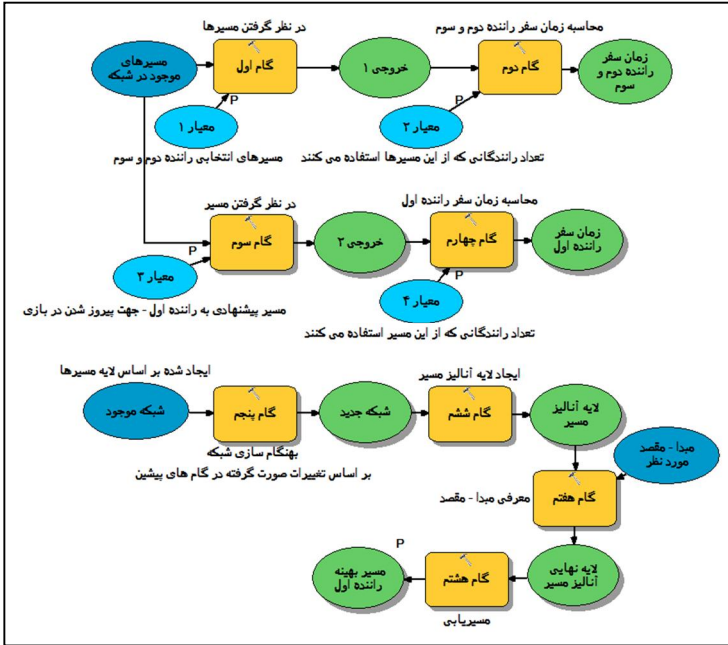 در نظر گرفتن مسیرها
محاسبه زمان سفر راننده دوم و سوم
مسیرهای
موجود در شبکه
گام اول
خروجی ۱
گام دوم
زمان سفر
راننده دوم و
سوم
P
P
معیار ۱
معیار ۲
مسیرهای انتخابی راننده دوم و سوم
تعداد رانندگانی که از این مسیرها استفاده می کنند
در نظر گرفتن مسیر
محاسبه زمان سفر راننده اول
گام سوم
خروجی ۲
گام چهارم
زمان سفر
راننده اول
P
P
معیار ۳
معیار ۴
مسیر پیشنهادی به راننده اول - جهت پیروز شدن در بازی
تعداد رانندگانی که از این مسیر استفاده می کنند
ایجاد شده بر اساس لایه مسیرها
ایجاد لایه آنالیز مسیر
شبکه موجود
گام پنجم
شبکه جدید
گام ششم
لایه آنالیز
مسیر
بهنگام سازی شبکه
بر اساس تغییرات صورت گرفته در گام های پیشین
مبدا - مقصد
مورد نظر
معرفی مبدا - مقصد
گام هفتم
P
مسیر بهینه
راننده اول
گام هشتم
لایه نهایی
آنالیز مسیر
مسیریابی